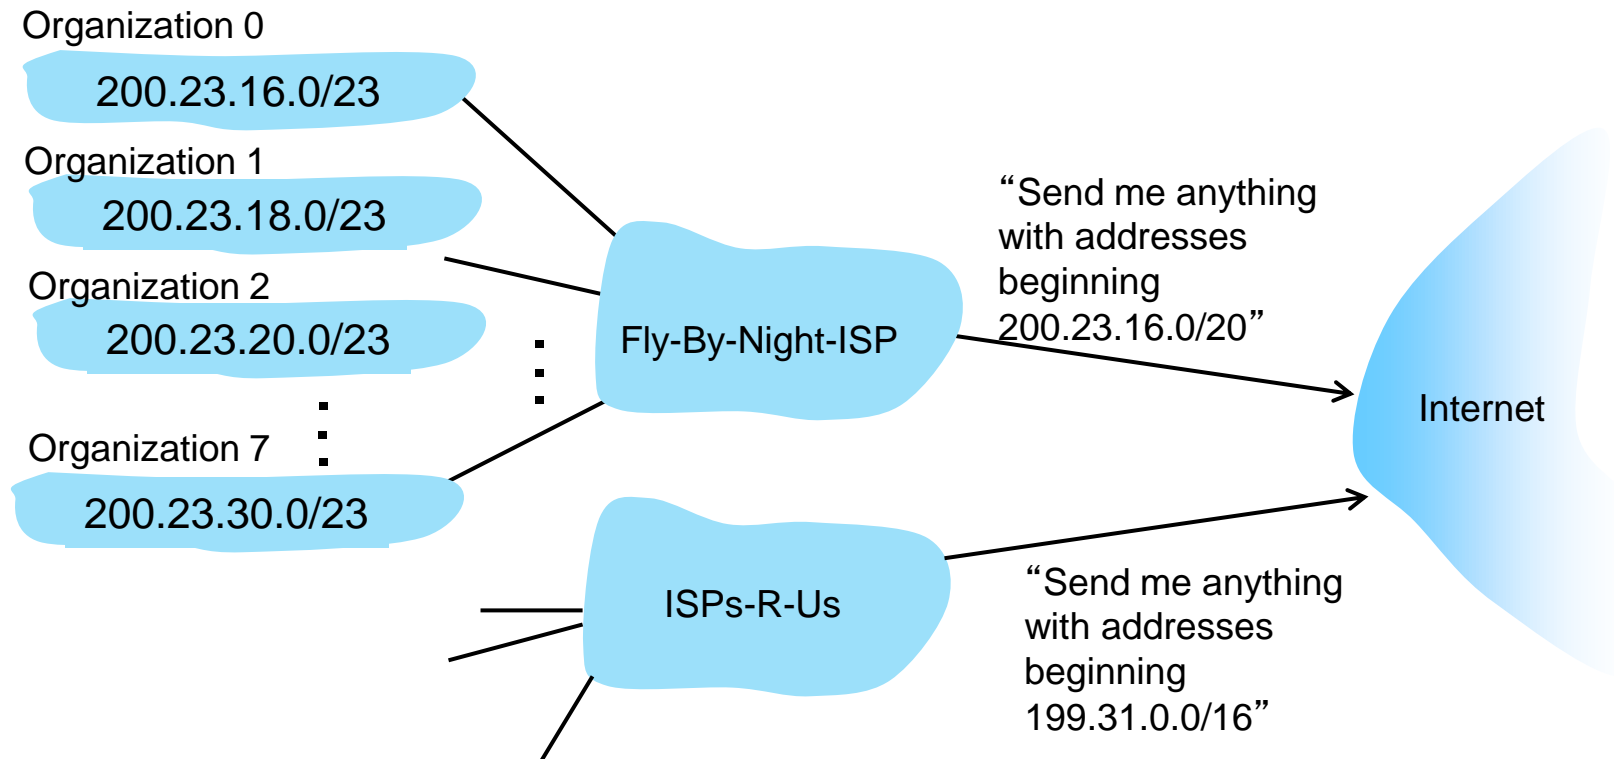 Organization 0
200.23.16.0/23
Organization 1
200.23.18.0/23
Organization 2
200.23.20.0/23
Organization 7
200.23.30.0/23
Fly-By-Night-ISP
“Send me anything
with addresses
beginning
200.23.16.0/20”
Internet
ISPs-R-Us
“Send me anything
with addresses
beginning
199.31.0.0/16”